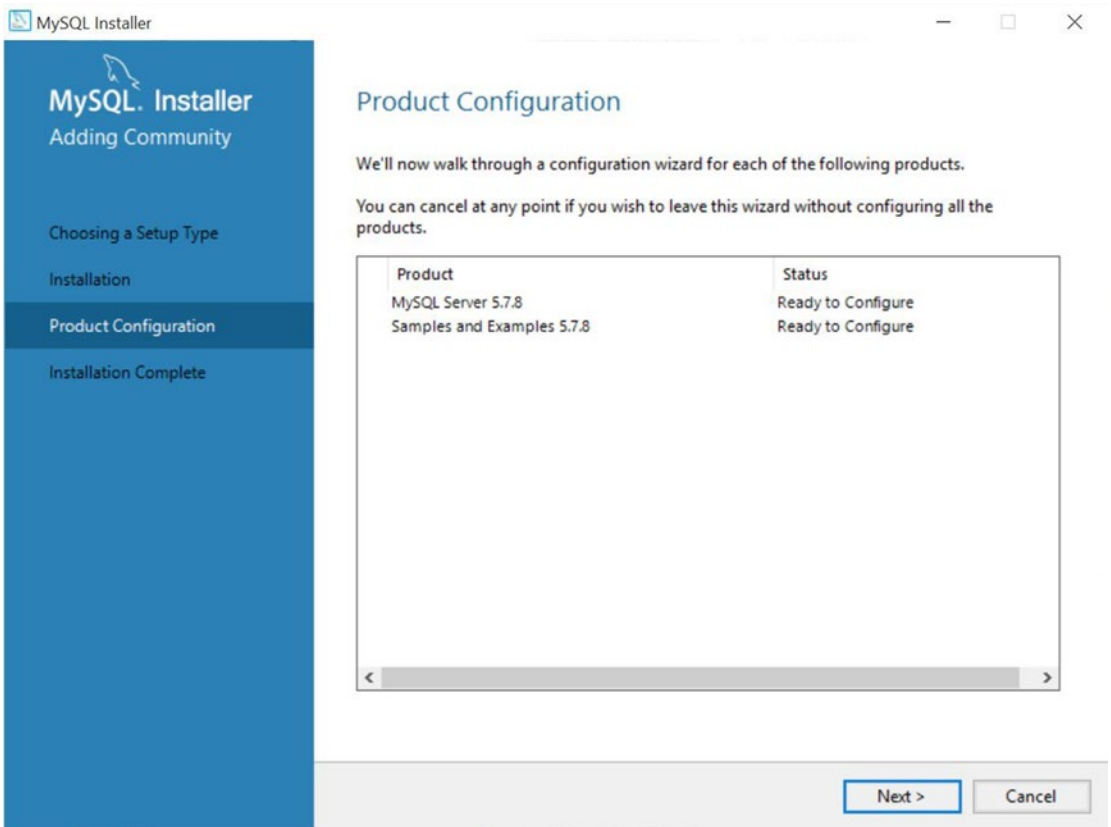 MySQL Installer
MySQL. Installer
Adding Community
Choosing a Setup Type
Installation
Product Configuration
Installation Complete
Product Configuration
We'll now walk through a configuration wizard for each of the following products.
You can cancel at any point if you wish to leave this wizard without configuring all the
products.
Product Status
MySQL Server 5.7.8 Ready to Configure
Samples and Examples 5.7.8 Ready to Configure
Next > Cancel